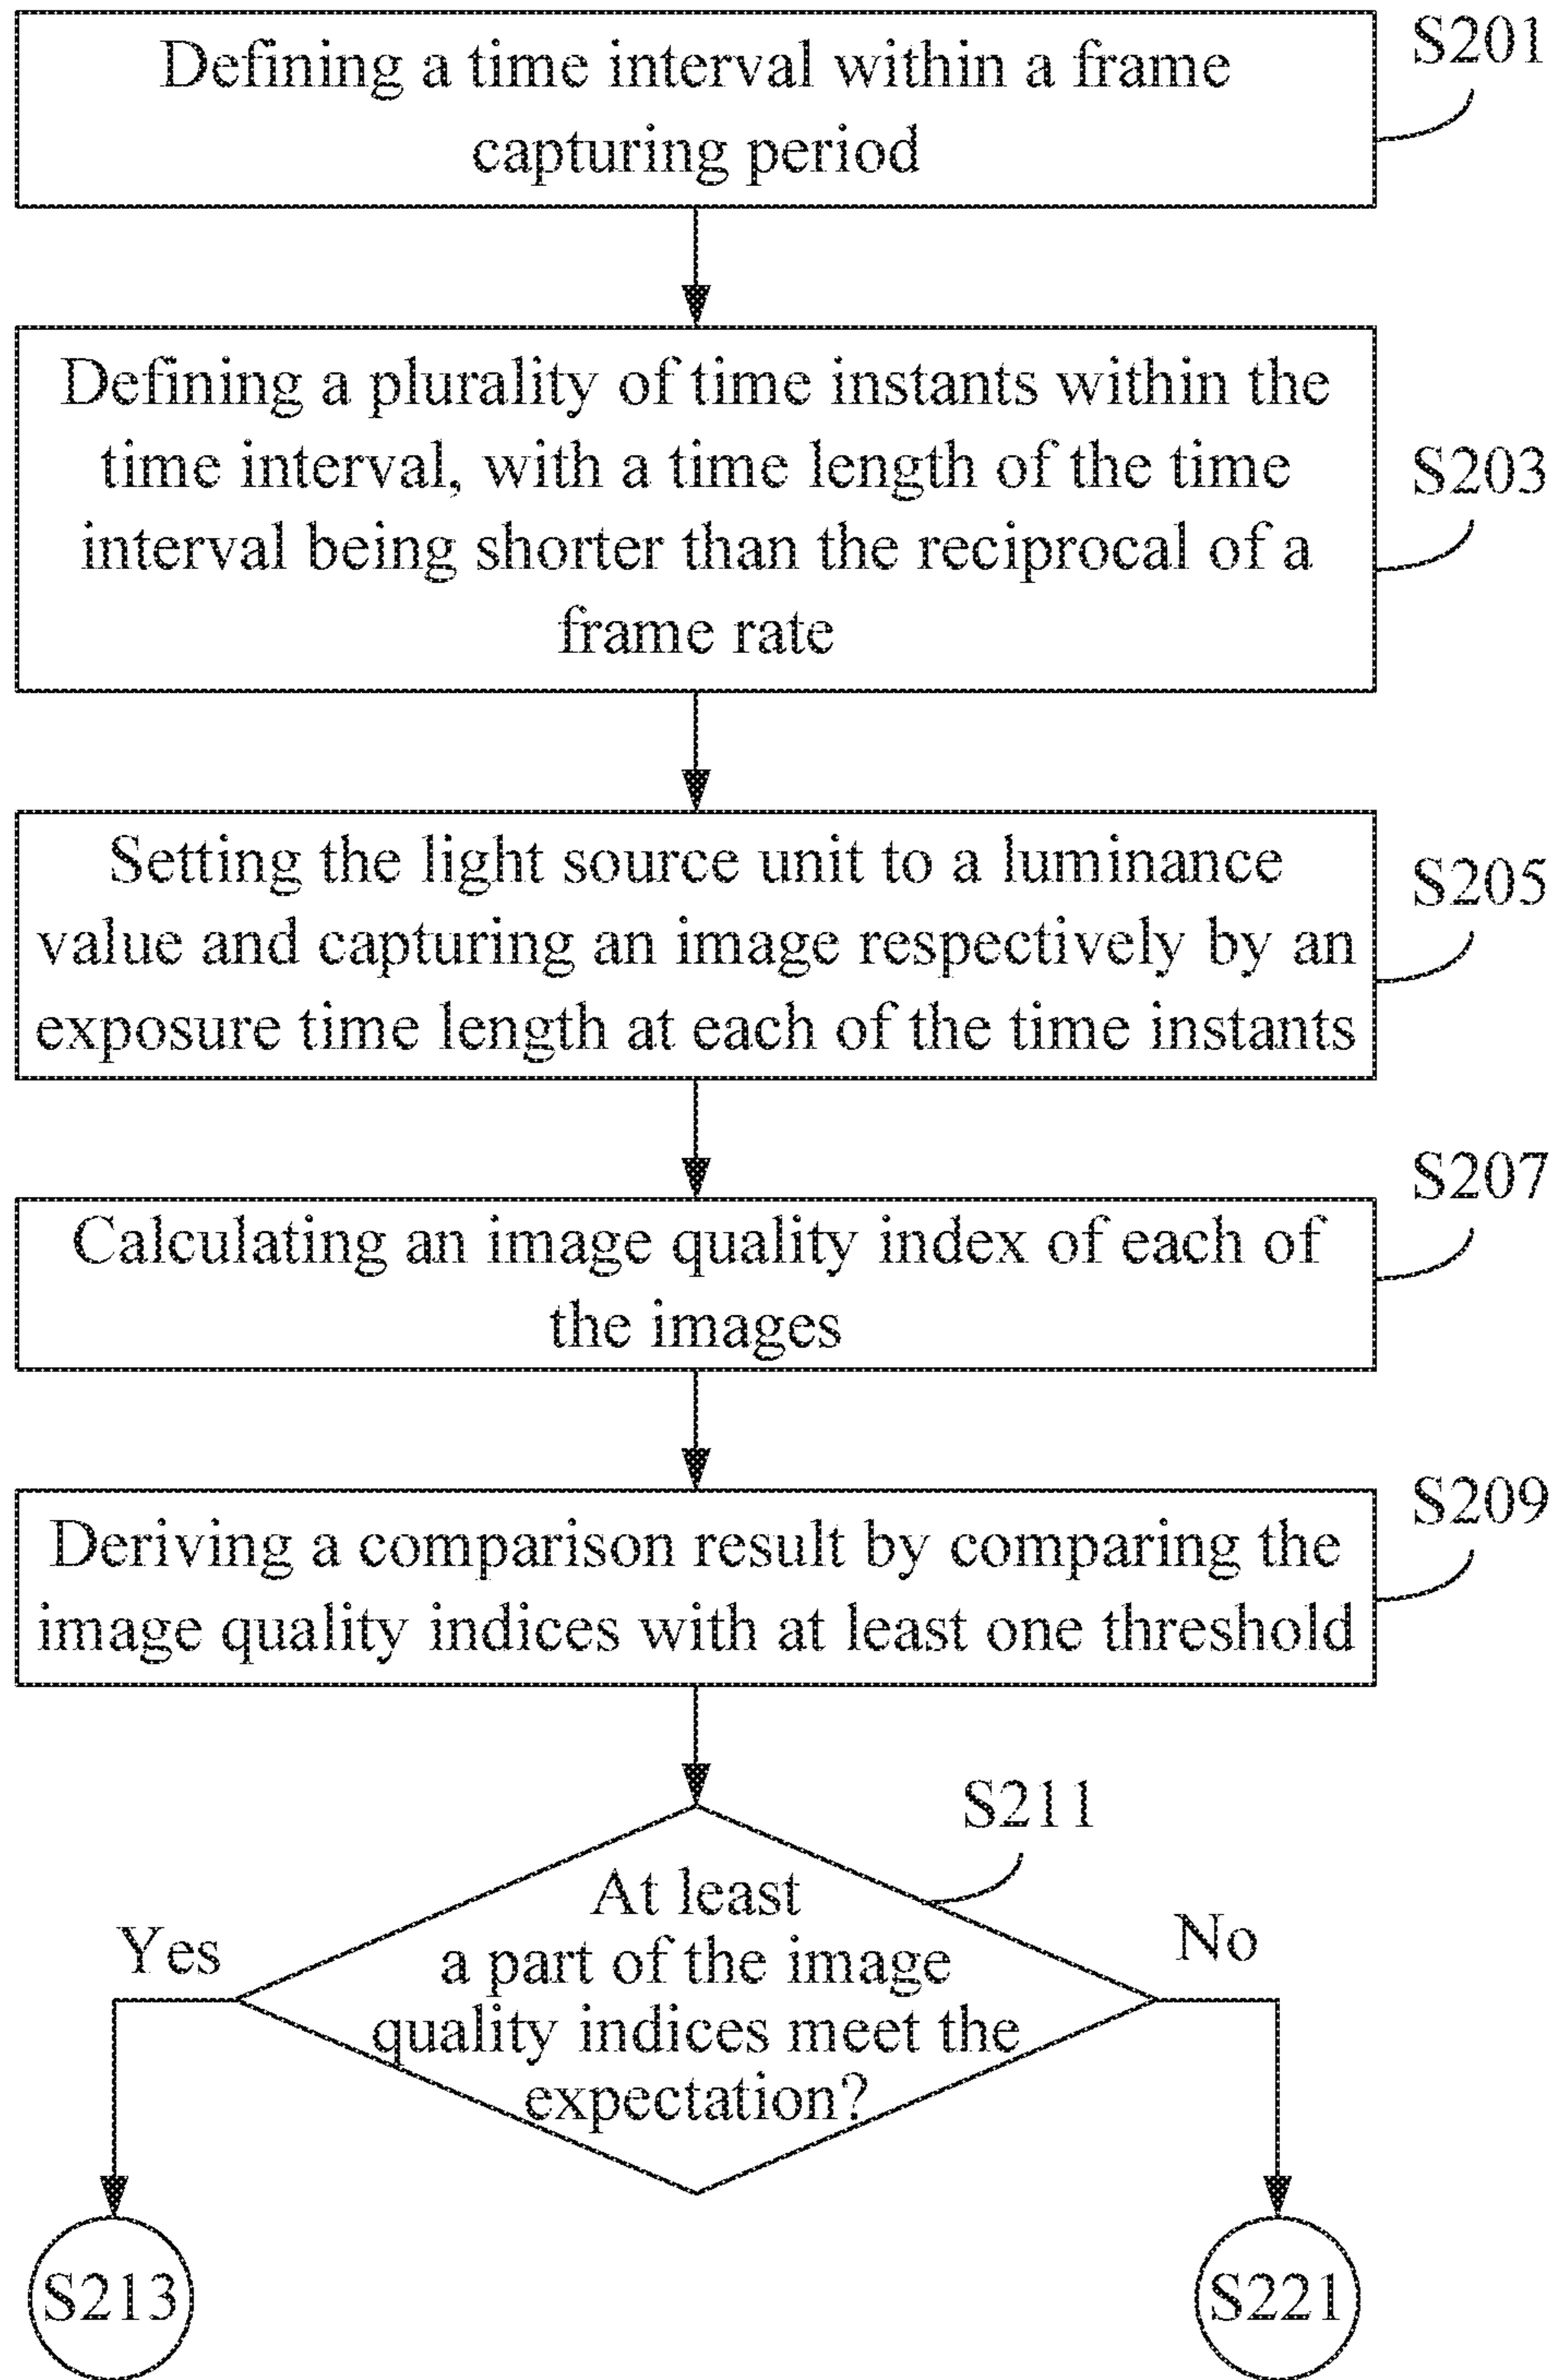 Defining a time interval within a frame
capturing period
S201
Defining a plurality of time instants within the
time interval, with a time length of the time
interval being shorter than the reciprocal of a
frame rate
S203
Setting the light source unit to a luminance
value and capturing an image respectively by an
exposure time length at each of the time instants
S205
Calculating an image quality index of each of
the images
S207
Deriving a comparison result by comparing the
image quality indices with at least one threshold
S209
S211
At least
a part of the image
quality indices meet the
expectation?
Yes
No
S213
S221